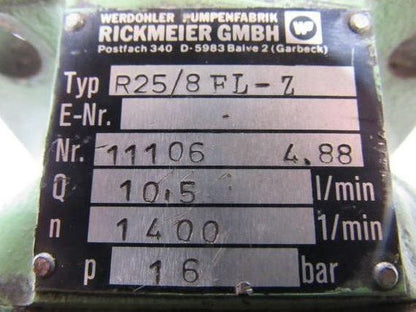 WERDOHLER PUMPENFABRIK
RICKMEIER GMBH
Postfach 340 D-5983 Balve 2 (Garbeck)
Typ R25/8 FL-Z
E-Nr. -
Nr. 11106 4.88
Q 10,5 l/min
n 1400 1/min
p 16 bar